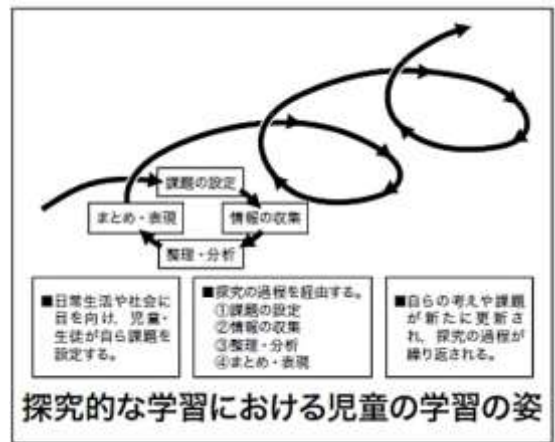 課題の設定
まとめ・表現
情報の収集
整理・分析
■日常生活や社会に
目を向け、児童・
生徒が自ら課題を
設定する。
■探究の過程を経由する。
①課題の設定
②情報の収集
③整理・分析
④まとめ・表現
■自らの考えや課題
が新たに更新さ
れ、探究の過程が
繰り返される。
探究的な学習における児童の学習の姿